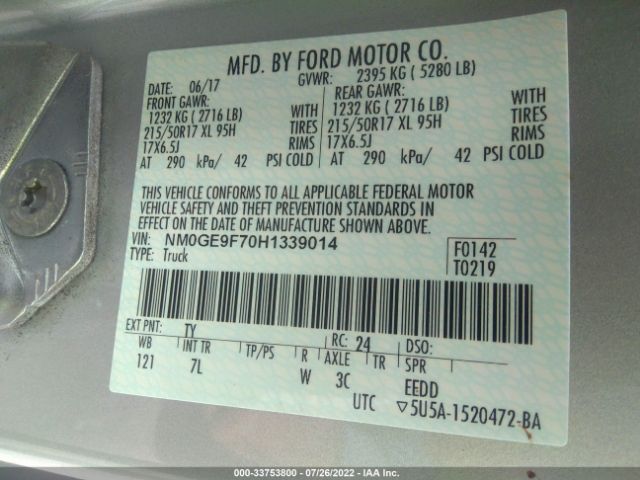 MFD. BY FORD MOTOR CO.
DATE: 06/17 GVWR: 2395 KG ( 5280 LB)
FRONT GAWR: REAR GAWR:
1232 KG ( 2716 LB) WITH 1232 KG ( 2716 LB) WITH
215/50R17 XL 95H TIRES 215/50R17 XL 95H TIRES
17X6.5J RIMS 17X6.5J RIMS
AT 290 kPa/ 42 PSI COLD AT 290 kPa/ 42 PSI COLD
THIS VEHICLE CONFORMS TO ALL APPLICABLE FEDERAL MOTOR
VEHICLE SAFETY AND THEFT PREVENTION STANDARDS IN
EFFECT ON THE DATE OF MANUFACTURE SHOWN ABOVE.
VIN: NM0GE9F70H1339014 F0142
TYPE: Truck T0219
EXT PNT: TY RC: 24 DSO:
WB INT TR TP/PS R AXLE TR SPR
121 7L W 3C EEDD
UTC ▽5U5A-1520472-BA
000-33753800 - 07/26/2022 - IAA Inc.